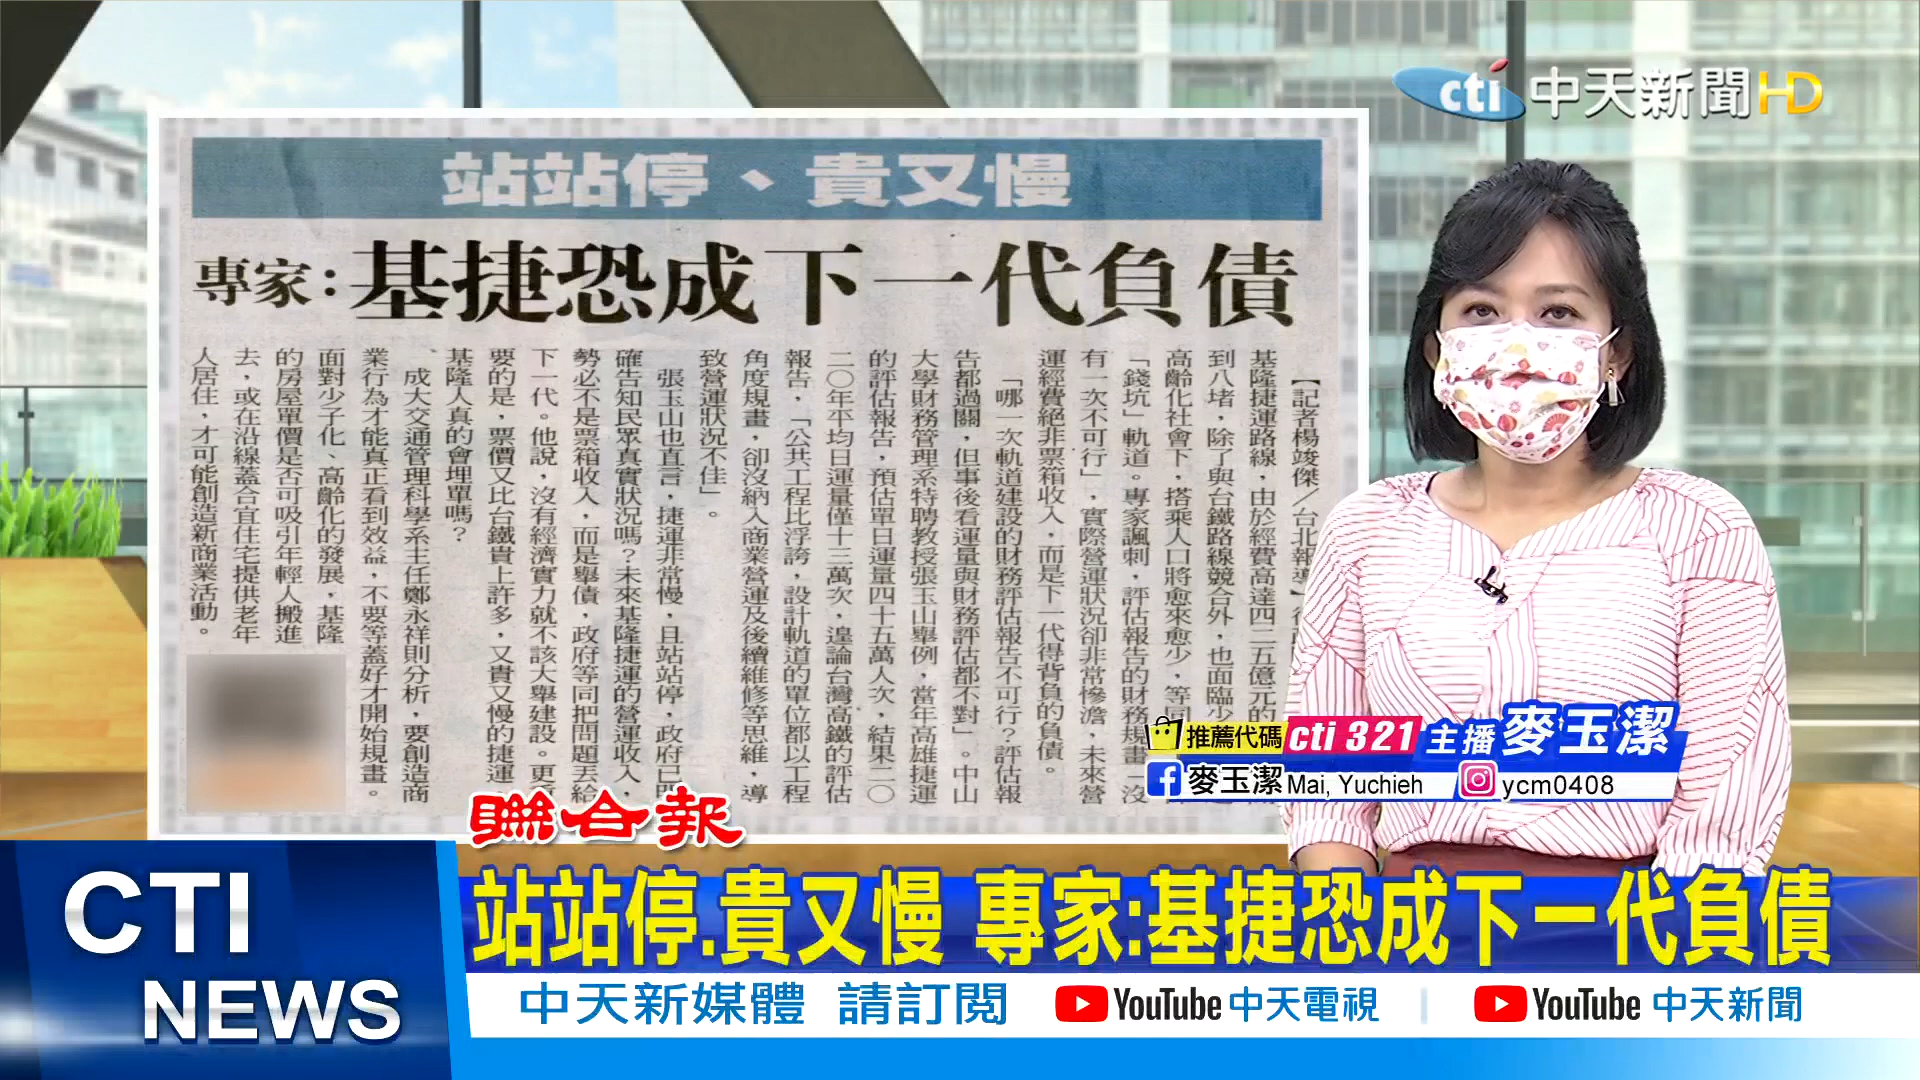 cti 中天新聞 HD
站站停、貴又慢
專家：基捷恐成下一代負債
【記者楊竣傑／台北報導】
基隆捷運路線，由於經費高達四二五億元的
到八堵，除了與台鐵路線競合外，也面臨少
高齡化社會下，搭乘人口將愈來愈少，等同
「錢坑」軌道。專家諷刺，評估報告的財務規畫「沒
有一次不可行」，實際營運狀況卻非常慘澹，未來營
運經費絕非票箱收入，而是下一代得背負的負債。
「哪一次軌道建設的財務評估報告不可行？評估報
告都過關，但事後看運量與財務評估都不對」。中山
大學財務管理系特聘教授張玉山舉例，當年高雄捷運
的評估報告，預估單日運量四十五萬人次，結果二〇
二〇年平均日運量僅十三萬次，遑論台灣高鐵的評估
報告，「公共工程比浮誇，設計軌道的單位都以工程
角度規畫，卻沒納入商業營運及後續維修等思維，導
致營運狀況不佳」。
張玉山也直言，捷運非常慢，且站站停，政府已明
確告知民眾真實狀況嗎？未來基隆捷運的營運收入，
勢必不是票箱收入，而是舉債，政府等同把問題丟給
下一代。他說，沒有經濟實力就不該大舉建設。更重
要的是，票價又比台鐵貴上許多，又貴又慢的捷運，
基隆人真的會埋單嗎？
成大交通管理科學系主任鄭永祥則分析，要創造商
業行為才能真正看到效益，不要等蓋好才開始規畫。
面對少子化、高齡化的發展，基隆
的房屋單價是否可吸引年輕人搬進
去，或在沿線蓋合宜住宅提供老年
人居住，才可能創造新商業活動。
推薦代碼 cti 321 主播 麥玉潔
麥玉潔 Mai, Yuchieh ycm0408
聯合報
站站停.貴又慢 專家:基捷恐成下一代負債
CTI
NEWS
中天新媒體 請訂閱 YouTube 中天電視 | YouTube 中天新聞